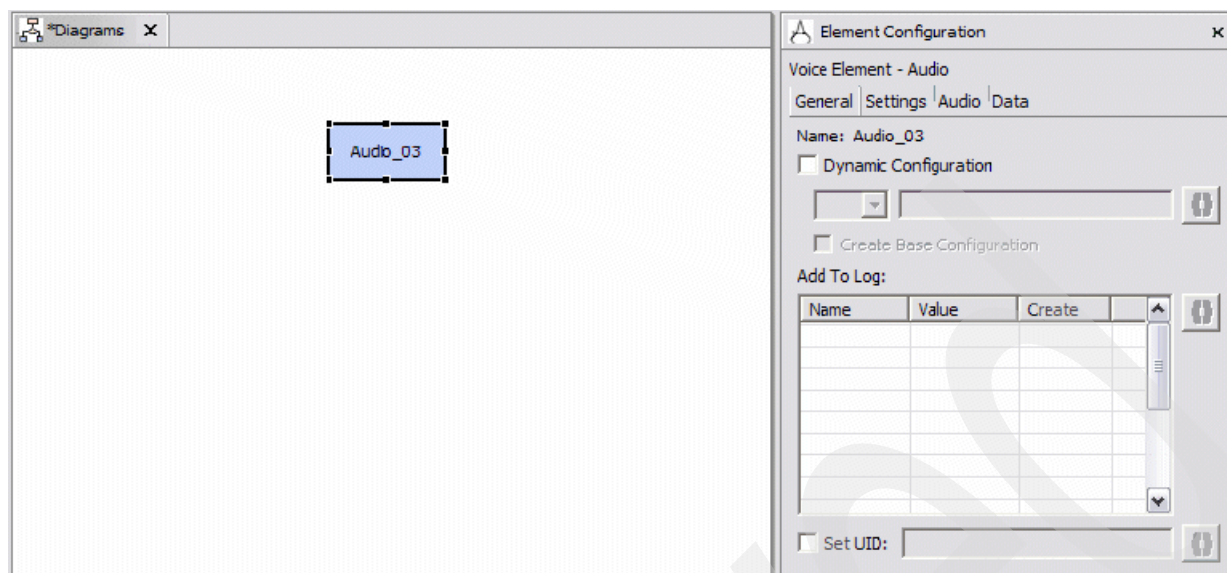 *Diagrams X
Audio_03
Element Configuration
Voice Element - Audio
General Settings Audio Data
Name: Audio_03
Dynamic Configuration
Create Base Configuration
Add To Log:
Name Value Create
Set UID: